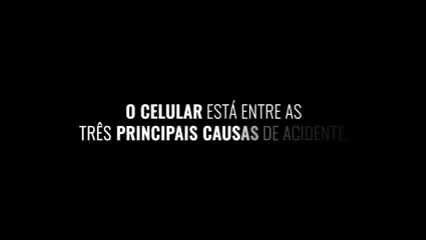 O CELULAR ESTÁ ENTRE AS
TRÊS PRINCIPAIS CAUSAS DE ACIDENTE.